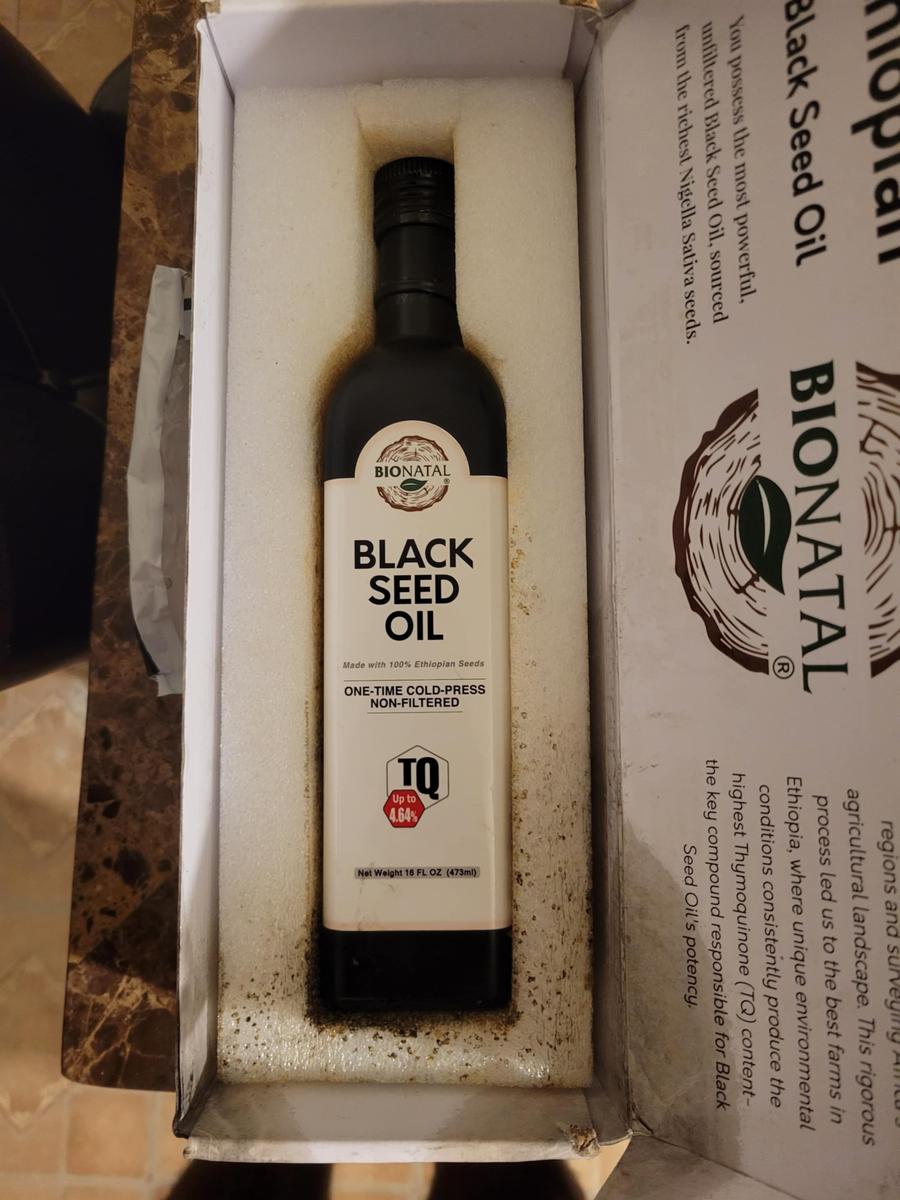 BIONATAL
®
BLACK
SEED
OIL
Made with 100% Ethiopian Seeds
ONE-TIME COLD-PRESS
NON-FILTERED
TQ
Up to
4.64%
Net Weight 16 FL OZ (473ml)
Black Seed Oil
You possess the most powerful,
unfiltered Black Seed Oil, sourced
from the richest Nigella Sativa seeds.
BIONATAL
®
regions and surveying
agricultural landscape. This rigorous
process led us to the best farms in
Ethiopia, where unique environmental
conditions consistently produce the
highest Thymoquinone (TQ) content–
the key compound responsible for Black
Seed Oil's potency.